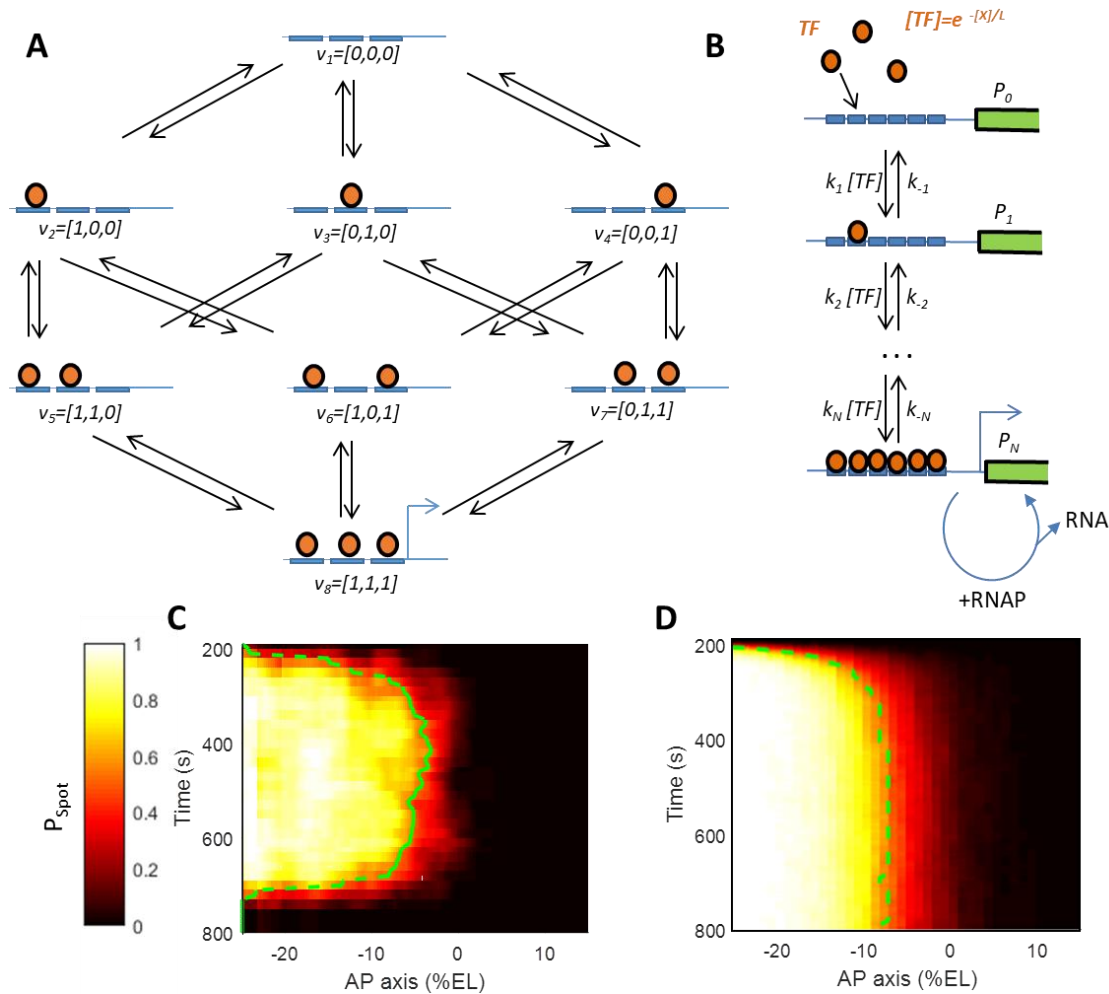 A
v1=[0,0,0]
v2=[1,0,0]
v3=[0,1,0]
v4=[0,0,1]
v5=[1,1,0]
v6=[1,0,1]
v7=[0,1,1]
v8=[1,1,1]
B
TF
[TF]=e -[X]/L
P0
k1 [TF]
k-1
P1
k2 [TF]
k-2
...
kN [TF]
k-N
PN
RNA
+RNAP
PSpot
1
0.8
0.6
0.4
0.2
0
C
Time (s)
200
400
600
800
-20
-10
0
10
AP axis (%EL)
D
Time (s)
200
400
600
800
-20
-10
0
10
AP axis (%EL)